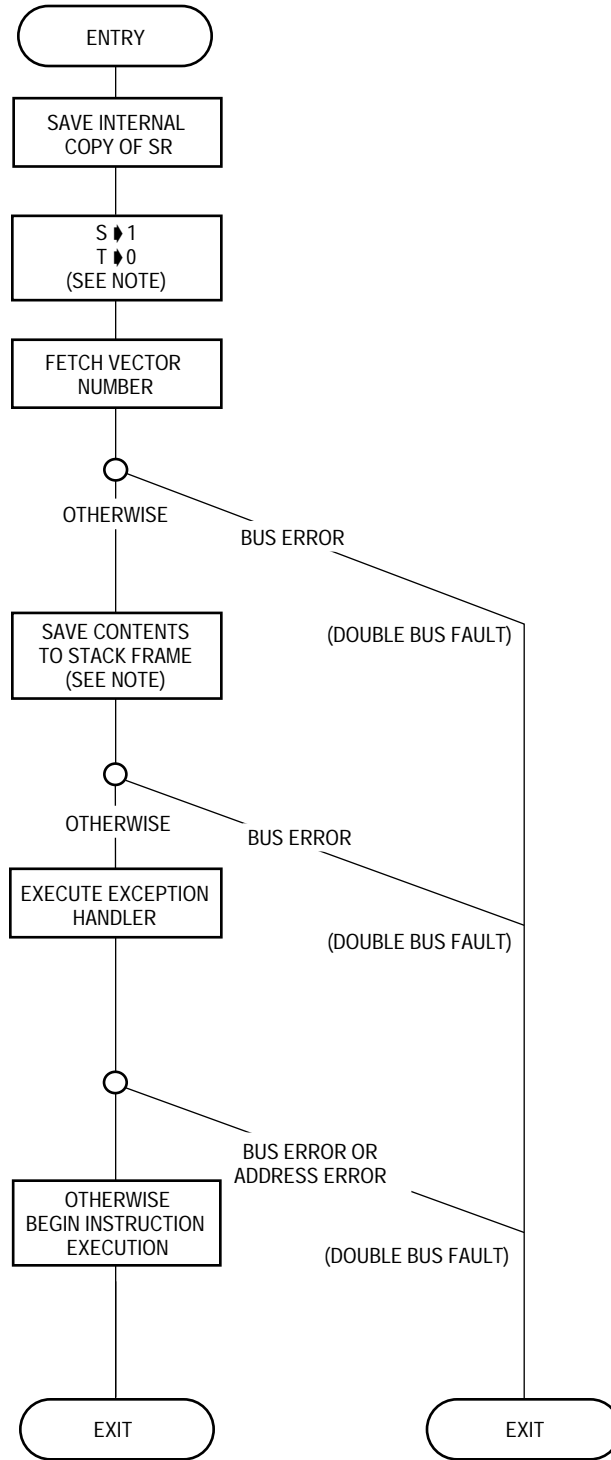 ENTRY
SAVE INTERNAL
COPY OF SR
S ➧ 1
T ➧ 0
(SEE NOTE)
FETCH VECTOR
NUMBER
OTHERWISE
BUS ERROR
(DOUBLE BUS FAULT)
SAVE CONTENTS
TO STACK FRAME
(SEE NOTE)
OTHERWISE
BUS ERROR
(DOUBLE BUS FAULT)
EXECUTE EXCEPTION
HANDLER
BUS ERROR OR
ADDRESS ERROR
(DOUBLE BUS FAULT)
OTHERWISE
BEGIN INSTRUCTION
EXECUTION
EXIT
EXIT